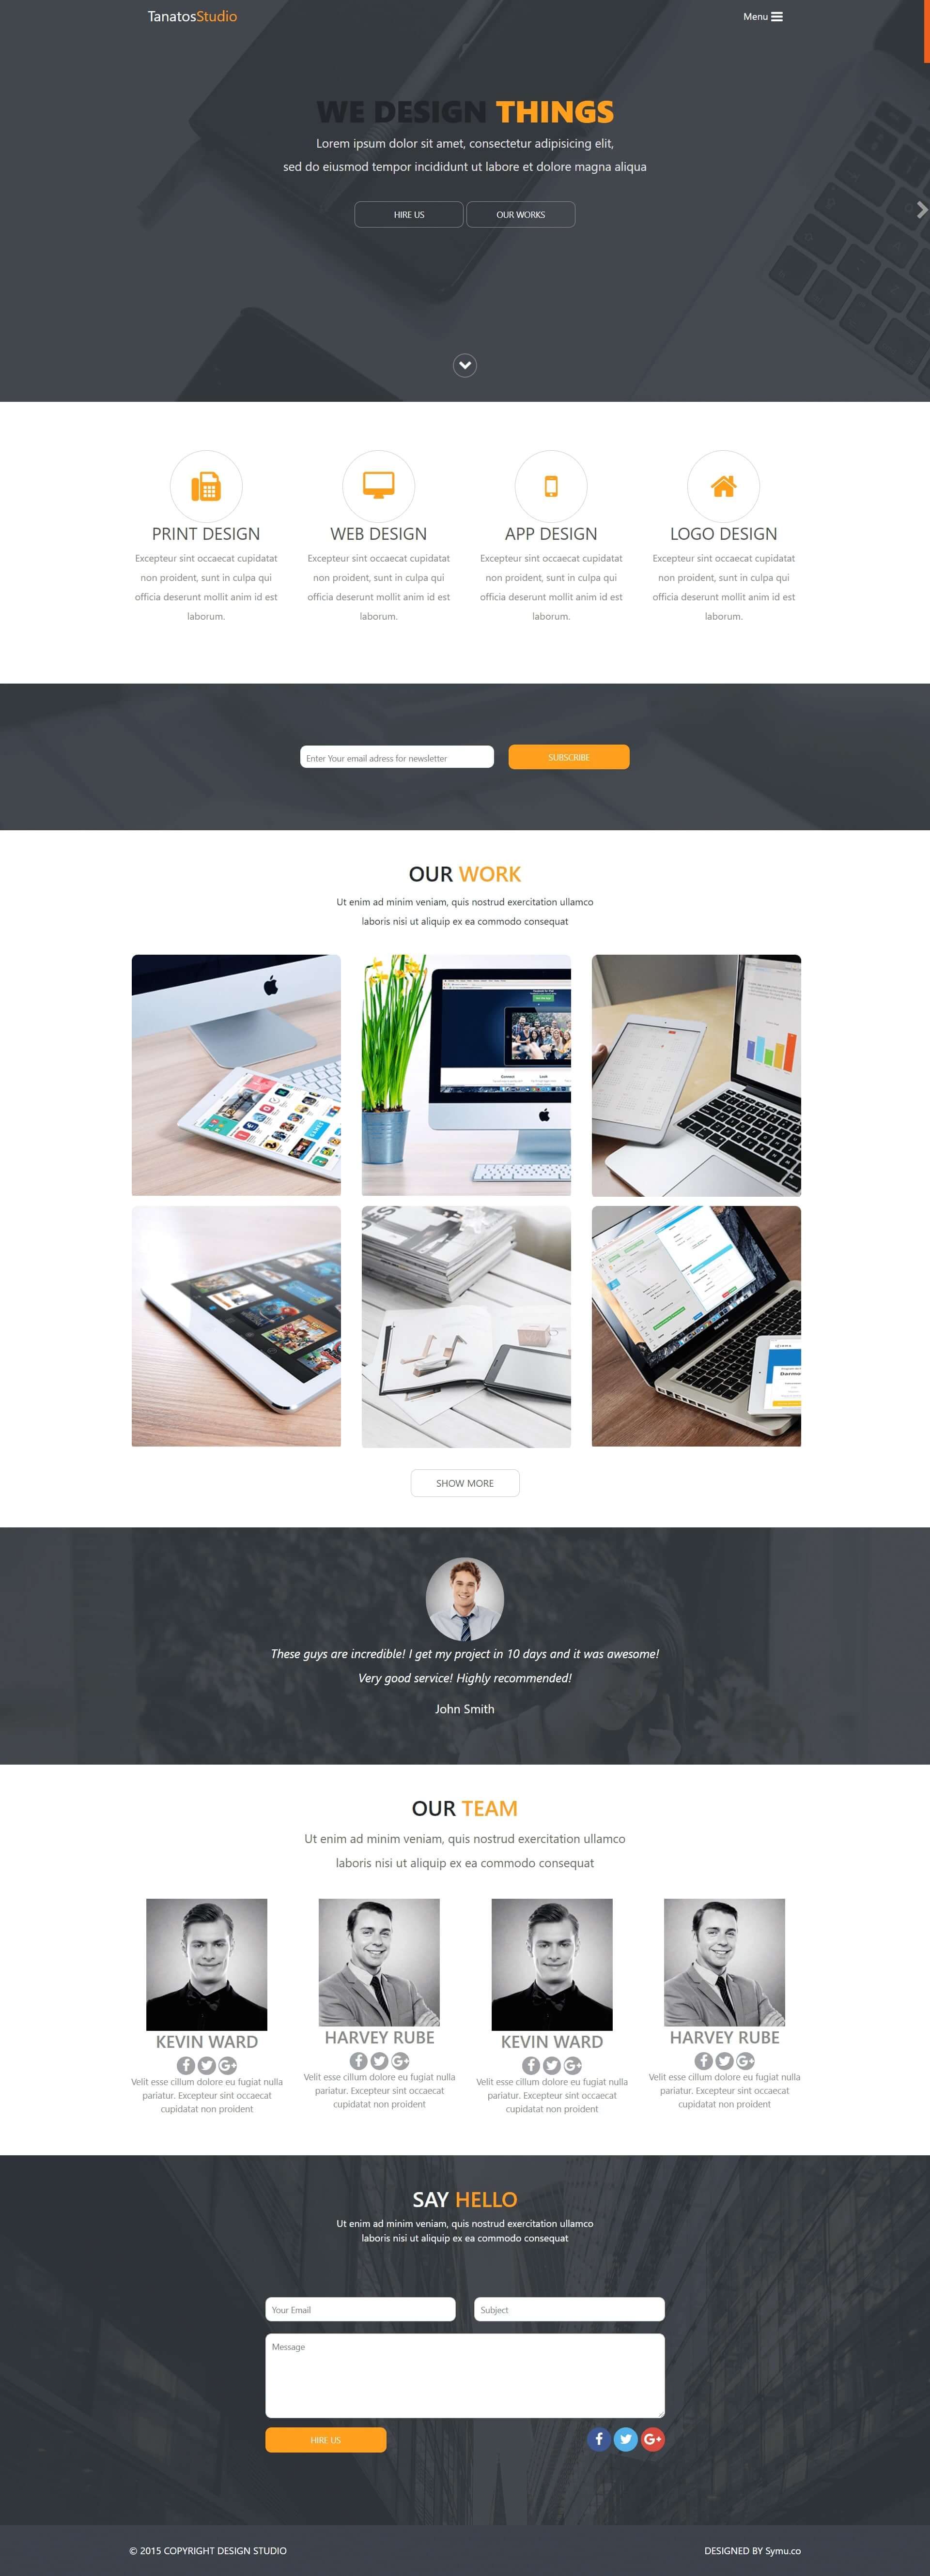 TanatosStudio
Menu
WE DESIGN THINGS
Lorem ipsum dolor sit amet, consectetur adipisicing elit,
sed do eiusmod tempor incididunt ut labore et dolore magna aliqua
HIRE US
OUR WORKS
PRINT DESIGN
Excepteur sint occaecat cupidatat
non proident, sunt in culpa qui
officia deserunt mollit anim id est
laborum.
WEB DESIGN
Excepteur sint occaecat cupidatat
non proident, sunt in culpa qui
officia deserunt mollit anim id est
laborum.
APP DESIGN
Excepteur sint occaecat cupidatat
non proident, sunt in culpa qui
officia deserunt mollit anim id est
laborum.
LOGO DESIGN
Excepteur sint occaecat cupidatat
non proident, sunt in culpa qui
officia deserunt mollit anim id est
laborum.
Enter Your email adress for newsletter
SUBSCRIBE
OUR WORK
Ut enim ad minim veniam, quis nostrud exercitation ullamco
laboris nisi ut aliquip ex ea commodo consequat
SHOW MORE
These guys are incredible! I get my project in 10 days and it was awesome!
Very good service! Highly recommended!
John Smith
OUR TEAM
Ut enim ad minim veniam, quis nostrud exercitation ullamco
laboris nisi ut aliquip ex ea commodo consequat
KEVIN WARD
Velit esse cillum dolore eu fugiat nulla
pariatur. Excepteur sint occaecat
cupidatat non proident
HARVEY RUBE
Velit esse cillum dolore eu fugiat nulla
pariatur. Excepteur sint occaecat
cupidatat non proident
KEVIN WARD
Velit esse cillum dolore eu fugiat nulla
pariatur. Excepteur sint occaecat
cupidatat non proident
HARVEY RUBE
Velit esse cillum dolore eu fugiat nulla
pariatur. Excepteur sint occaecat
cupidatat non proident
SAY HELLO
Ut enim ad minim veniam, quis nostrud exercitation ullamco
laboris nisi ut aliquip ex ea commodo consequat
Your Email
Subject
Message
HIRE US
© 2015 COPYRIGHT DESIGN STUDIO
DESIGNED BY Symu.co